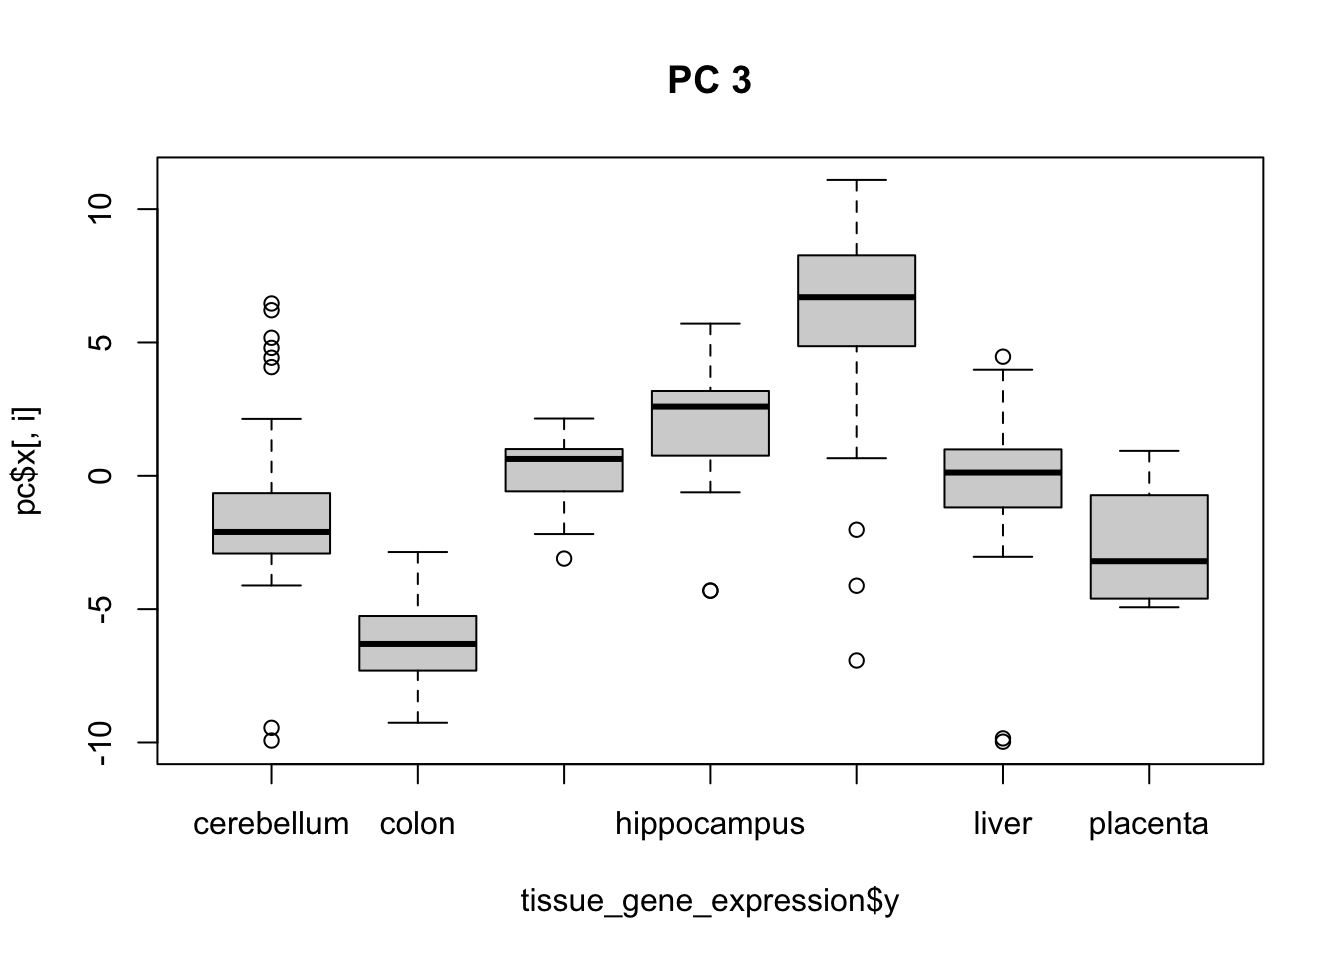 PC 3
pc$x[, i]
10
5
0
-5
-10
cerebellum colon hippocampus liver placenta
tissue_gene_expression$y